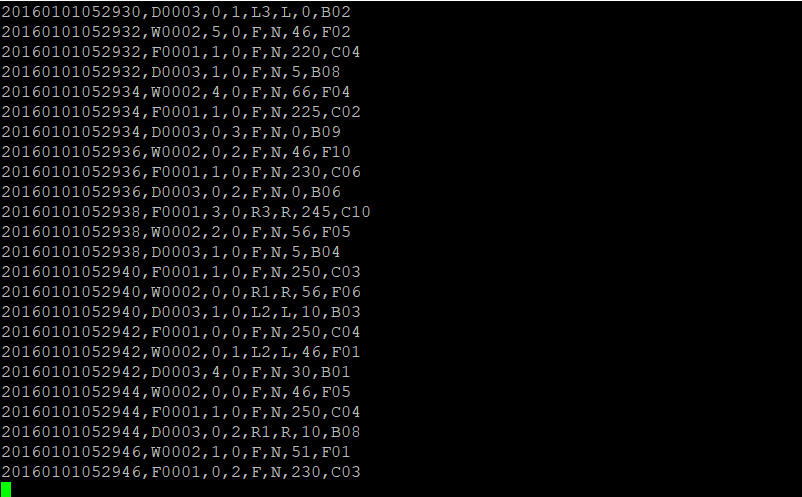 20160101052930,D0003,0,1,L3,L,0,B02
20160101052932,W0002,5,0,F,N,46,F02
20160101052932,F0001,1,0,F,N,220,C04
20160101052932,D0003,1,0,F,N,5,B08
20160101052934,W0002,4,0,F,N,66,F04
20160101052934,F0001,1,0,F,N,225,C02
20160101052934,D0003,0,3,F,N,0,B09
20160101052936,W0002,0,2,F,N,46,F10
20160101052936,F0001,1,0,F,N,230,C06
20160101052936,D0003,0,2,F,N,0,B06
20160101052938,F0001,3,0,R3,R,245,C10
20160101052938,W0002,2,0,F,N,56,F05
20160101052938,D0003,1,0,F,N,5,B04
20160101052940,F0001,1,0,F,N,250,C03
20160101052940,W0002,0,0,R1,R,56,F06
20160101052940,D0003,1,0,L2,L,10,B03
20160101052942,F0001,0,0,F,N,250,C04
20160101052942,W0002,0,1,L2,L,46,F01
20160101052942,D0003,4,0,F,N,30,B01
20160101052944,W0002,0,0,F,N,46,F05
20160101052944,F0001,1,0,F,N,250,C04
20160101052944,D0003,0,2,R1,R,10,B08
20160101052946,W0002,1,0,F,N,51,F01
20160101052946,F0001,0,2,F,N,230,C03